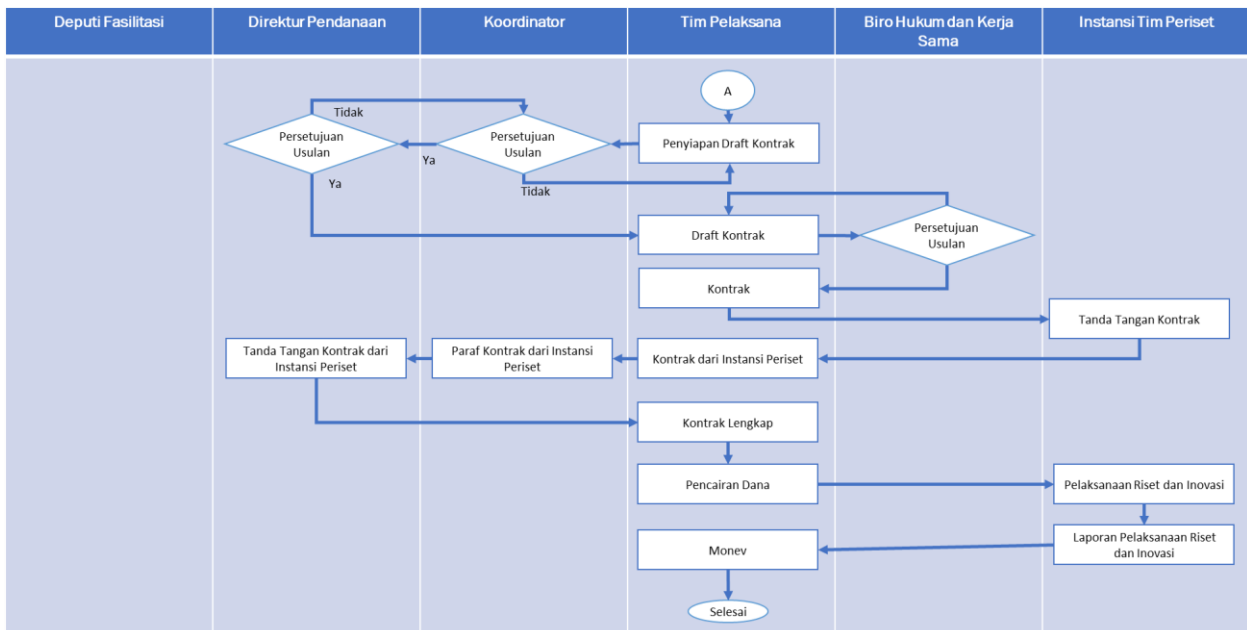 Deputi Fasilitasi
Direktur Pendanaan
Koordinator
Tim Pelaksana
Biro Hukum dan Kerja
Sama
Instansi Tim Periset
A
Tidak
Persetujuan
Usulan
Ya
Persetujuan
Usulan
Penyiapan Draft Kontrak
Ya
Tidak
Draft Kontrak
Persetujuan
Usulan
Kontrak
Tanda Tangan Kontrak
Tanda Tangan Kontrak dari
Instansi Periset
Paraf Kontrak dari Instansi
Periset
Kontrak dari Instansi Periset
Kontrak Lengkap
Pencairan Dana
Pelaksanaan Riset dan Inovasi
Monev
Laporan Pelaksanaan Riset
dan Inovasi
Selesai